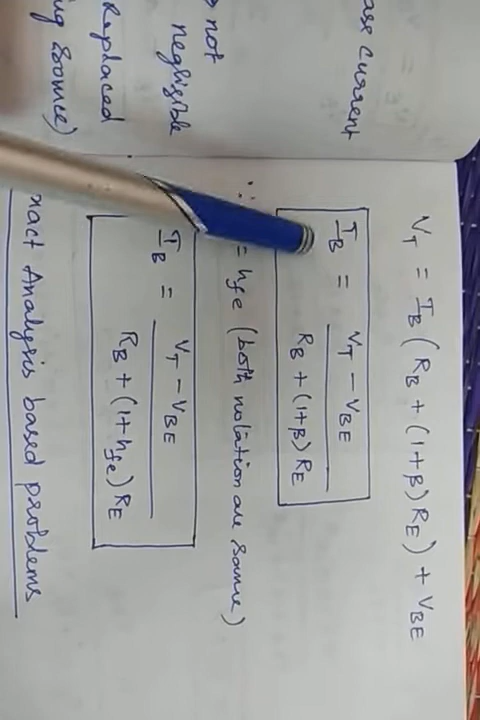 V_T = I_B (R_B + (1+β) R_E) + V_BE
I_B = V_T − V_BE
R_B + (1+β) R_E
∵ = hfe (both notation are same)
I_B = V_T − V_BE
R_B + (1+hfe) R_E
xact Analysis based problems
ase current
not
negligible
Replaced
source)